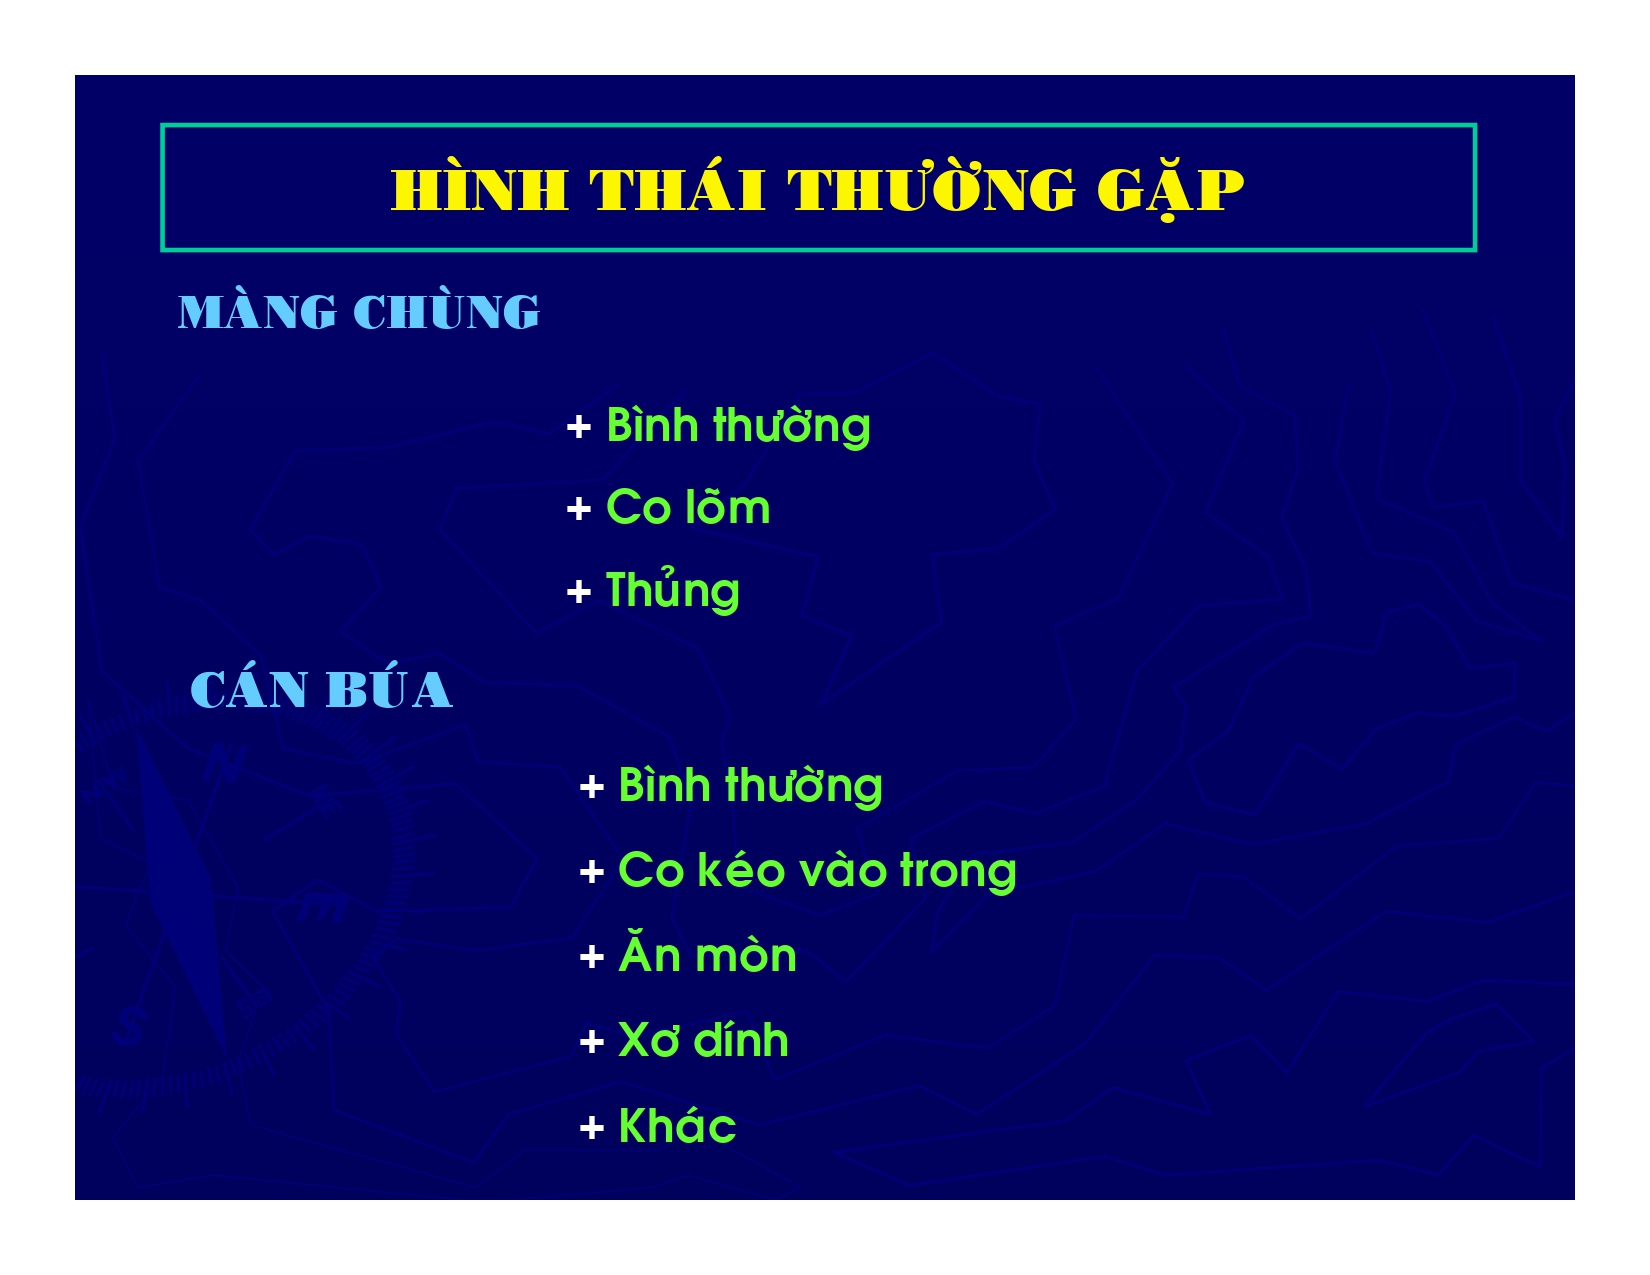 HÌNH THÁI THƯỜNG GẶP
MÀNG CHÙNG
+ Bình thường
+ Co lõm
+ Thủng
CÁN BÚA
+ Bình thường
+ Co kéo vào trong
+ Ăn mòn
+ Xơ dính
+ Khác
N
E
S